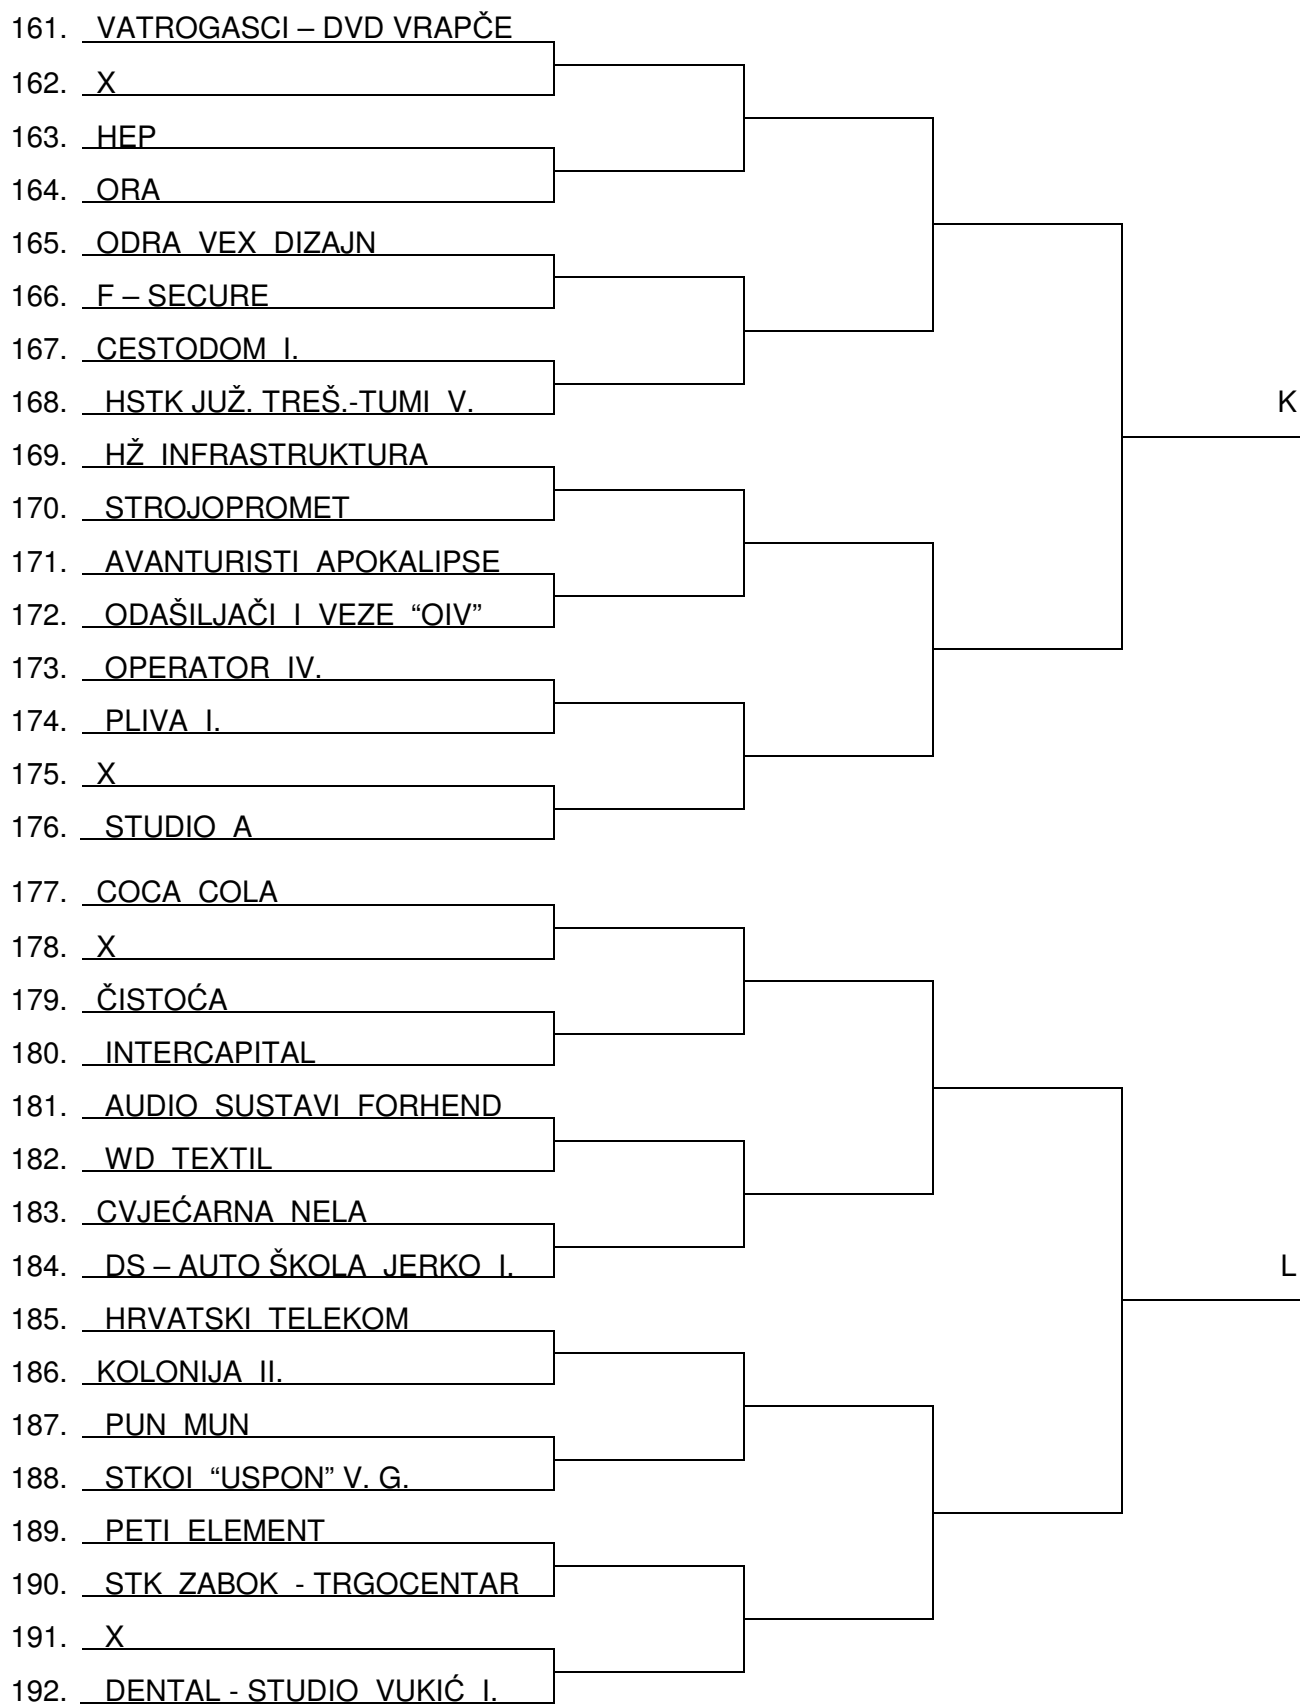 161. VATROGASCI – DVD VRAPČE
162. X
163. HEP
164. ORA
165. ODRA VEX DIZAJN
166. F – SECURE
167. CESTODOM I.
168. HSTK JUŽ. TREŠ.-TUMI V.
K
169. HŽ INFRASTRUKTURA
170. STROJOPROMET
171. AVANTURISTI APOKALIPSE
172. ODAŠILJAČI I VEZE “OIV”
173. OPERATOR IV.
174. PLIVA I.
175. X
176. STUDIO A
177. COCA COLA
178. X
179. ČISTOĆA
180. INTERCAPITAL
181. AUDIO SUSTAVI FORHEND
182. WD TEXTIL
183. CVJEĆARNA NELA
184. DS – AUTO ŠKOLA JERKO I.
L
185. HRVATSKI TELEKOM
186. KOLONIJA II.
187. PUN MUN
188. STKOI “USPON” V. G.
189. PETI ELEMENT
190. STK ZABOK - TRGOCENTAR
191. X
192. DENTAL - STUDIO VUKIĆ I.